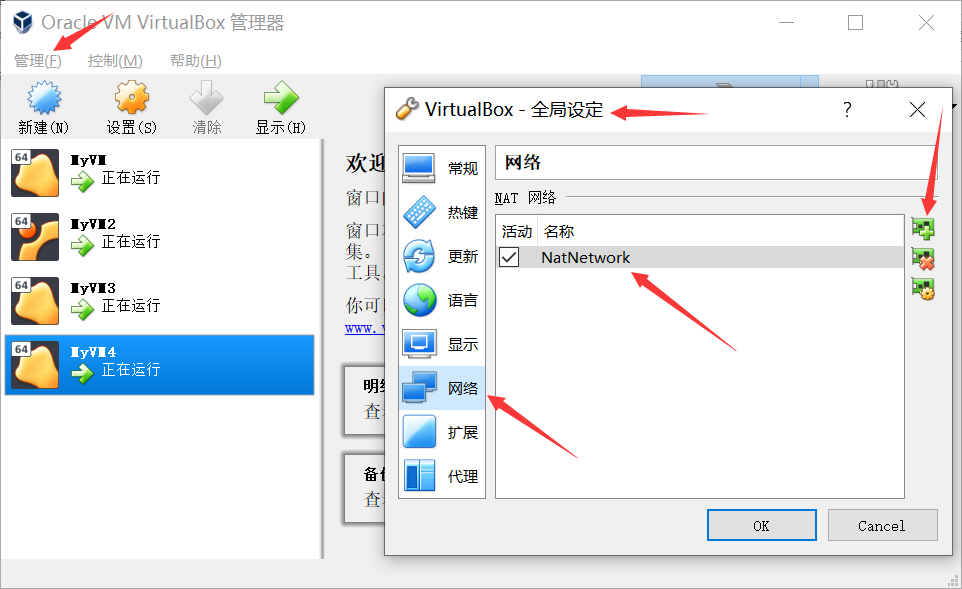 Oracle VM VirtualBox 管理器
管理(F) 控制(M) 帮助(H)
新建(N) 设置(S) 清除 显示(H)
64 MyVM
正在运行
64 MyVM2
正在运行
64 MyVM3
正在运行
64 MyVM4
正在运行
欢迎
窗口
窗口
集。
工具
你可
www.
明细
查
备份
查
VirtualBox - 全局设定
?
常规
热键
更新
语言
显示
网络
扩展
代理
网络
NAT 网络
活动 名称
NatNetwork
OK Cancel